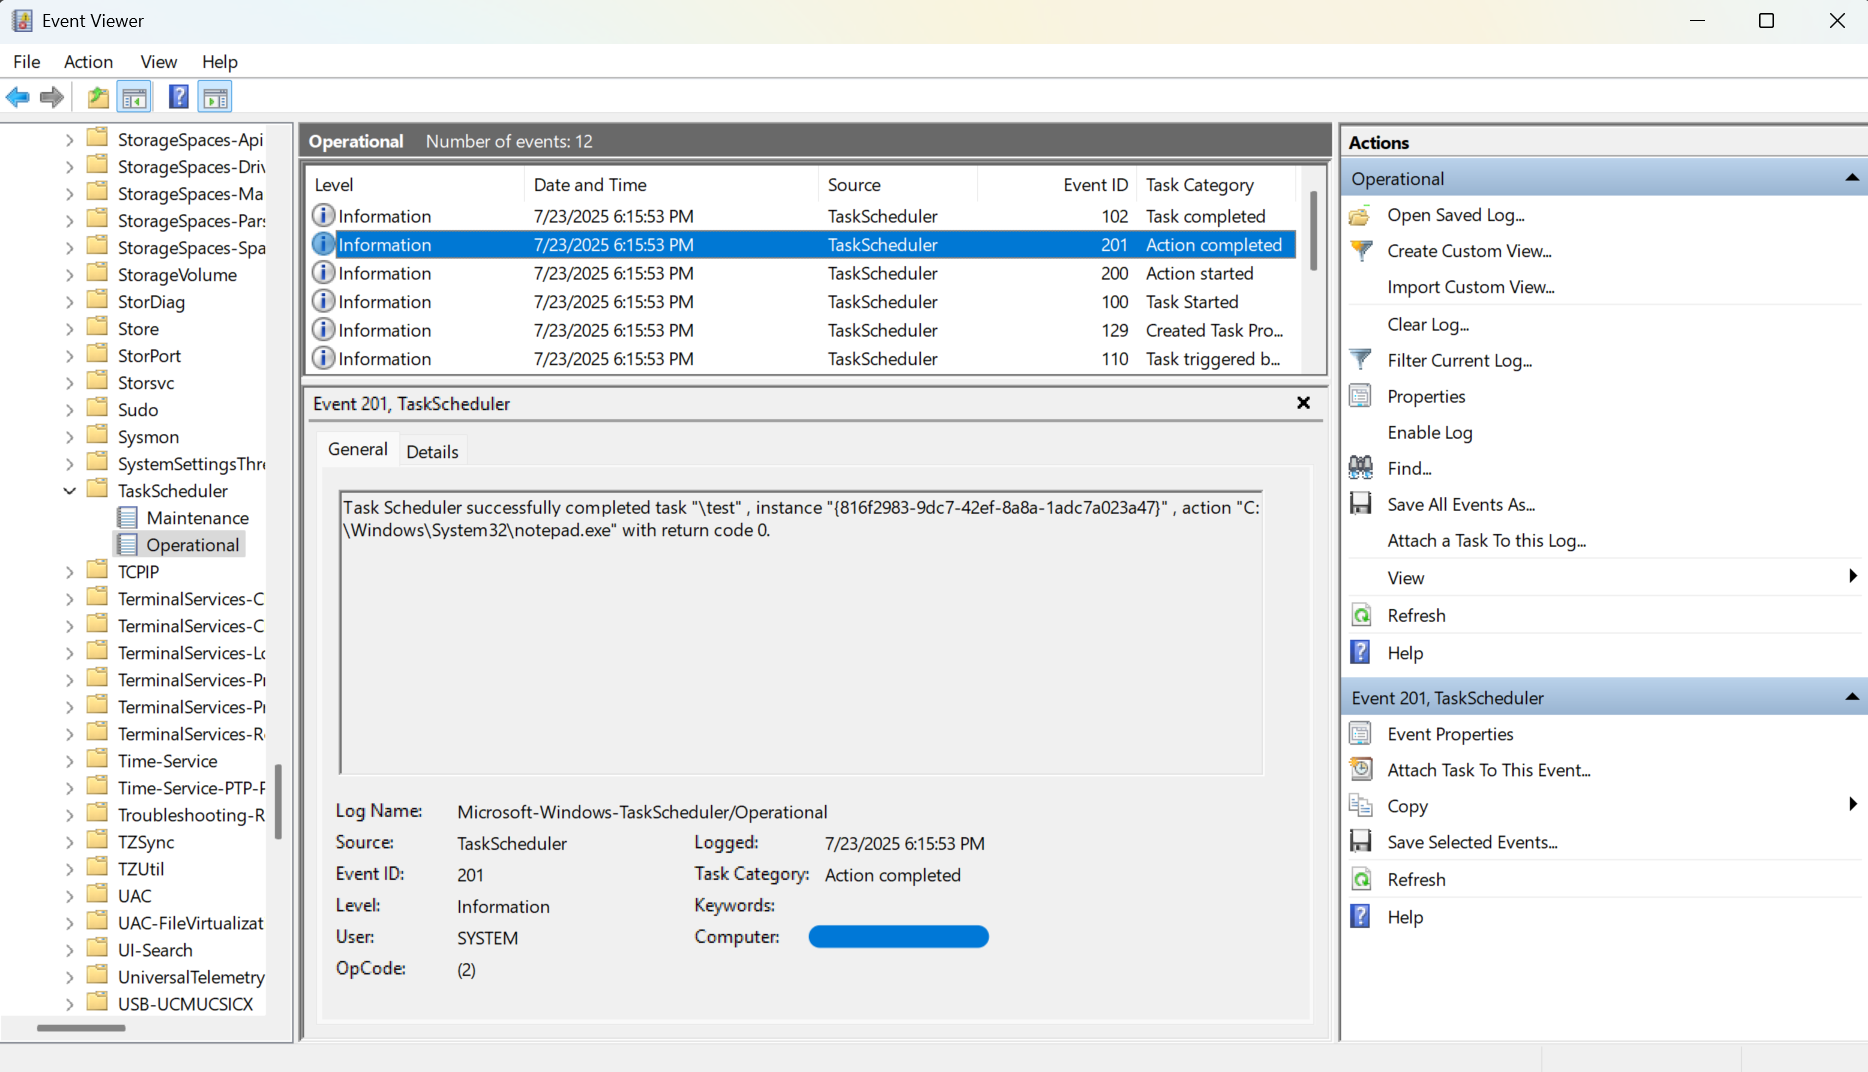 Event Viewer
File Action View Help
StorageSpaces-Api
StorageSpaces-Driv
StorageSpaces-Ma
StorageSpaces-Pars
StorageSpaces-Spa
StorageVolume
StorDiag
Store
StorPort
Storsvc
Sudo
Sysmon
SystemSettingsThre
TaskScheduler
Maintenance
Operational
TCPIP
TerminalServices-C
TerminalServices-C
TerminalServices-Lo
TerminalServices-Pr
TerminalServices-Pr
TerminalServices-Re
Time-Service
Time-Service-PTP-P
Troubleshooting-R
TZSync
TZUtil
UAC
UAC-FileVirtualizat
UI-Search
UniversalTelemetry
USB-UCMUCSICX
Operational Number of events: 12
Level Date and Time Source Event ID Task Category
Information 7/23/2025 6:15:53 PM TaskScheduler 102 Task completed
Information 7/23/2025 6:15:53 PM TaskScheduler 201 Action completed
Information 7/23/2025 6:15:53 PM TaskScheduler 200 Action started
Information 7/23/2025 6:15:53 PM TaskScheduler 100 Task Started
Information 7/23/2025 6:15:53 PM TaskScheduler 129 Created Task Pro...
Information 7/23/2025 6:15:53 PM TaskScheduler 110 Task triggered b...
Event 201, TaskScheduler
General Details
Task Scheduler successfully completed task "\test" , instance "{816f2983-9dc7-42ef-8a8a-1adc7a023a47}" , action "C:
\Windows\System32\notepad.exe" with return code 0.
Log Name: Microsoft-Windows-TaskScheduler/Operational
Source: TaskScheduler Logged: 7/23/2025 6:15:53 PM
Event ID: 201 Task Category: Action completed
Level: Information Keywords:
User: SYSTEM Computer:
OpCode: (2)
Actions
Operational
Open Saved Log...
Create Custom View...
Import Custom View...
Clear Log...
Filter Current Log...
Properties
Enable Log
Find...
Save All Events As...
Attach a Task To this Log...
View
Refresh
Help
Event 201, TaskScheduler
Event Properties
Attach Task To This Event...
Copy
Save Selected Events...
Refresh
Help